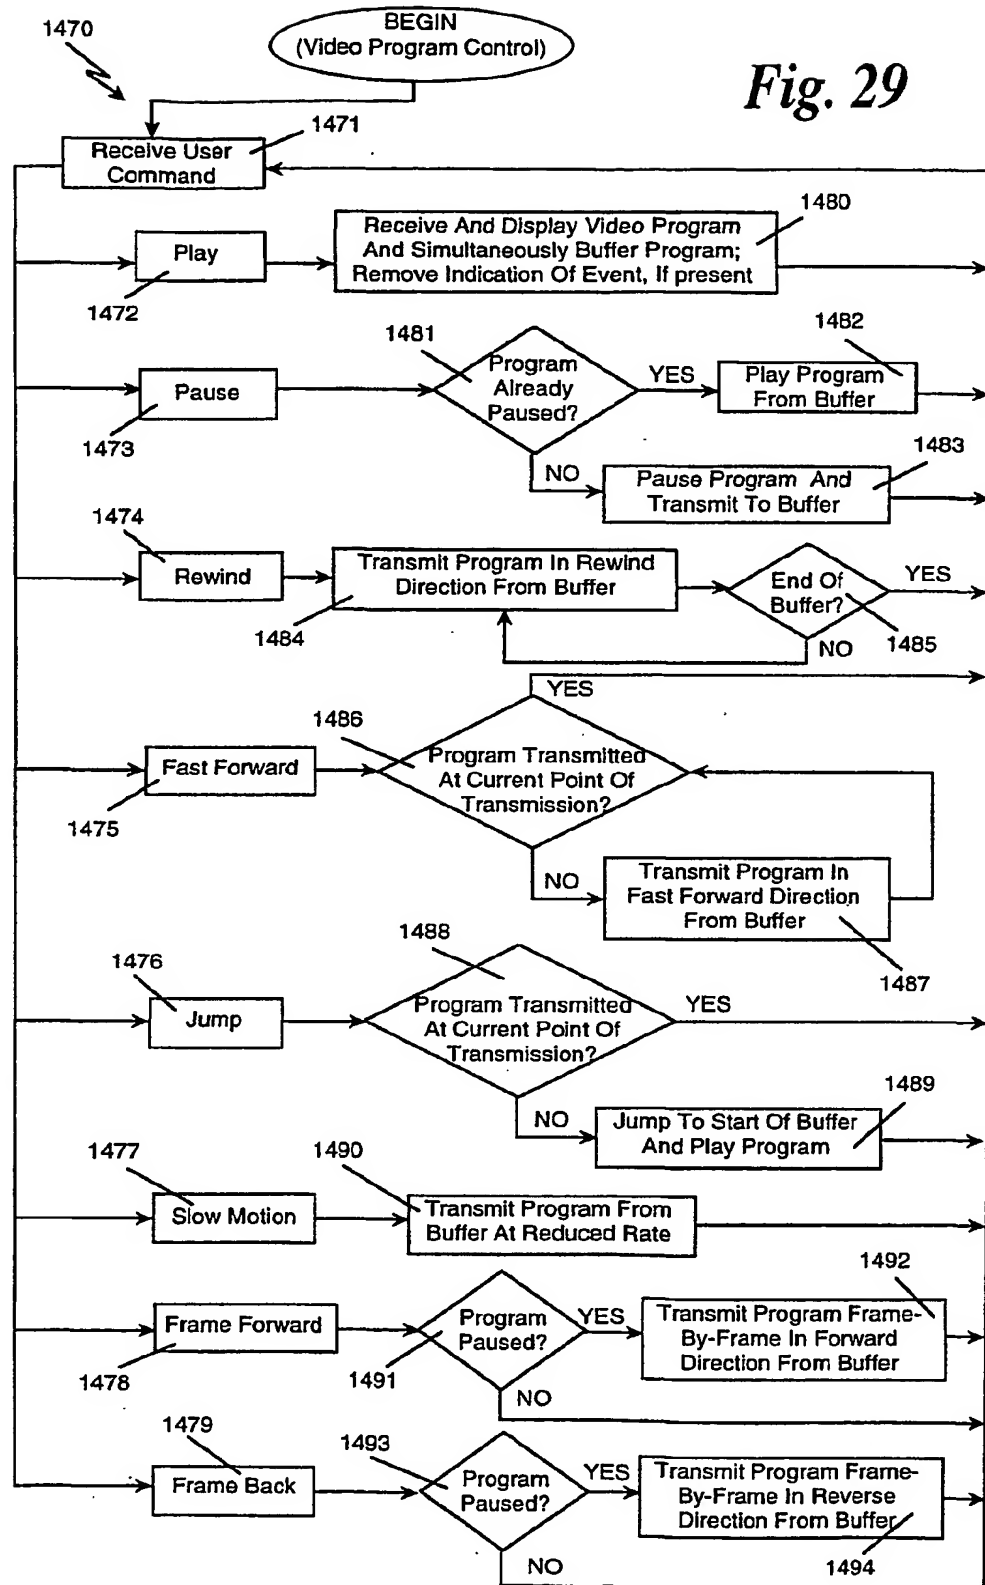 BEGIN
(Video Program Control)
1470
Fig. 29
1471
Receive User
Command
1480
Play
Receive And Display Video Program
And Simultaneously Buffer Program;
Remove Indication Of Event, If present
1472
1481
1482
Pause
Program
Already
Paused?
YES
Play Program
From Buffer
1473
NO
1483
Pause Program And
Transmit To Buffer
1474
Rewind
Transmit Program In Rewind
Direction From Buffer
End Of
Buffer?
YES
1484
NO
1485
YES
1486
Fast Forward
Program Transmitted
At Current Point Of
Transmission?
1475
NO
Transmit Program In
Fast Forward Direction
From Buffer
1487
1488
1476
Jump
Program Transmitted
At Current Point Of
Transmission?
YES
1489
NO
Jump To Start Of Buffer
And Play Program
1477
1490
Slow Motion
Transmit Program From
Buffer At Reduced Rate
1492
Frame Forward
Program
Paused?
YES
Transmit Program Frame-
By-Frame In Forward
Direction From Buffer
1478
1491
NO
1479
1493
Frame Back
Program
Paused?
YES
Transmit Program Frame-
By-Frame In Reverse
Direction From Buffer
NO
1494